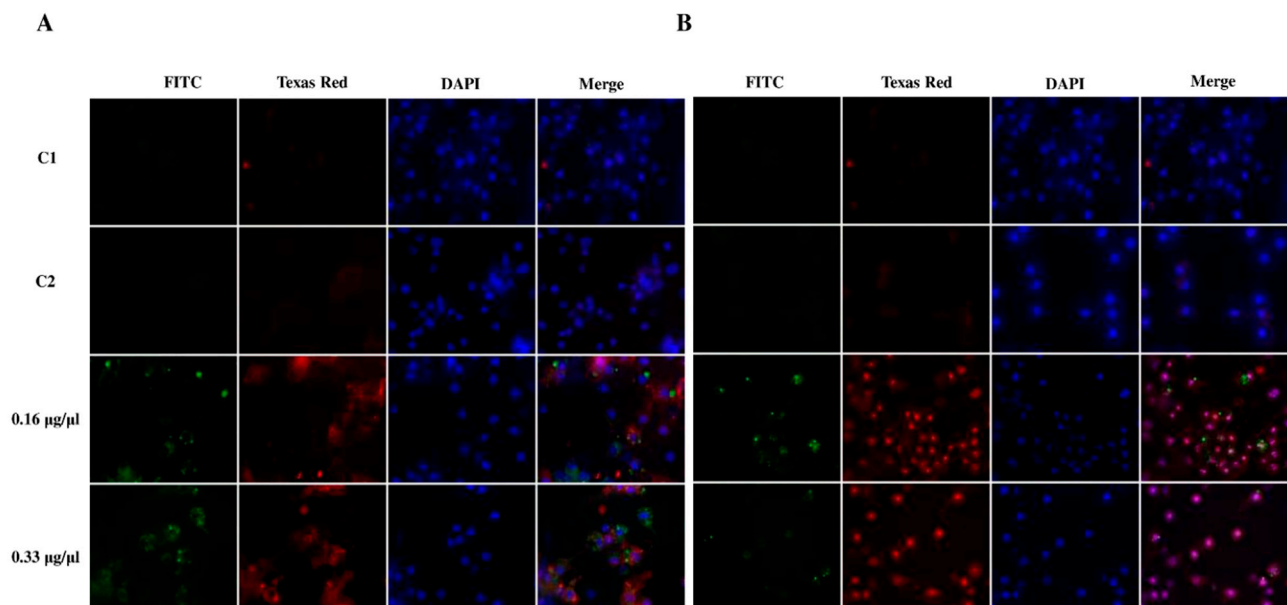 A
B
FITC Texas Red DAPI Merge FITC Texas Red DAPI Merge
C1
C2
0.16 µg/µl
0.33 µg/µl